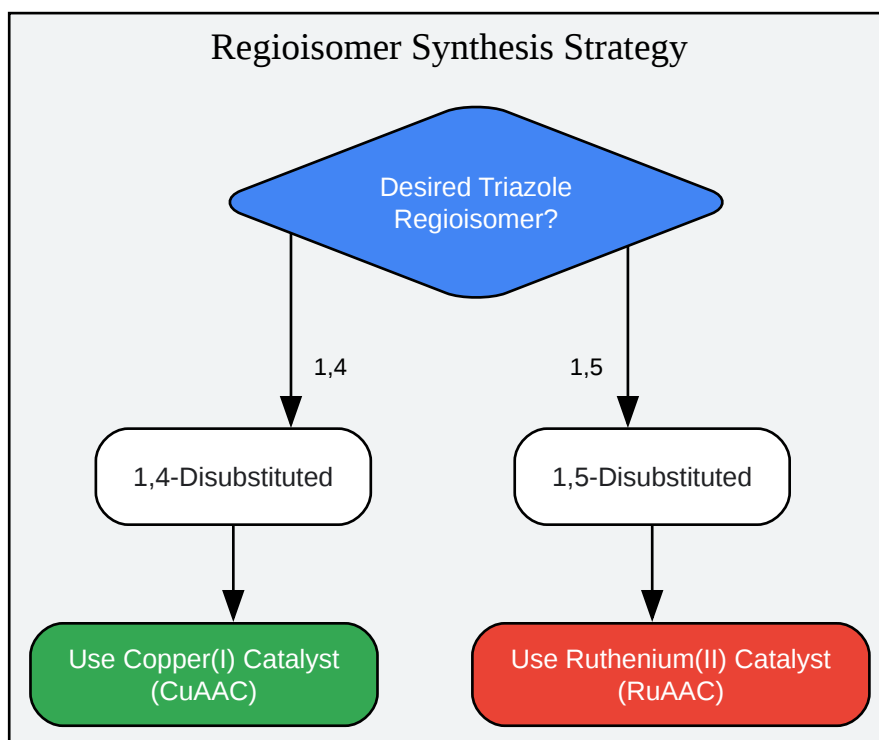 Regioisomer Synthesis Strategy
Desired Triazole
Regioisomer?
1,4
1,5
1,4-Disubstituted
1,5-Disubstituted
Use Copper(I) Catalyst
(CuAAC)
Use Ruthenium(II) Catalyst
(RuAAC)